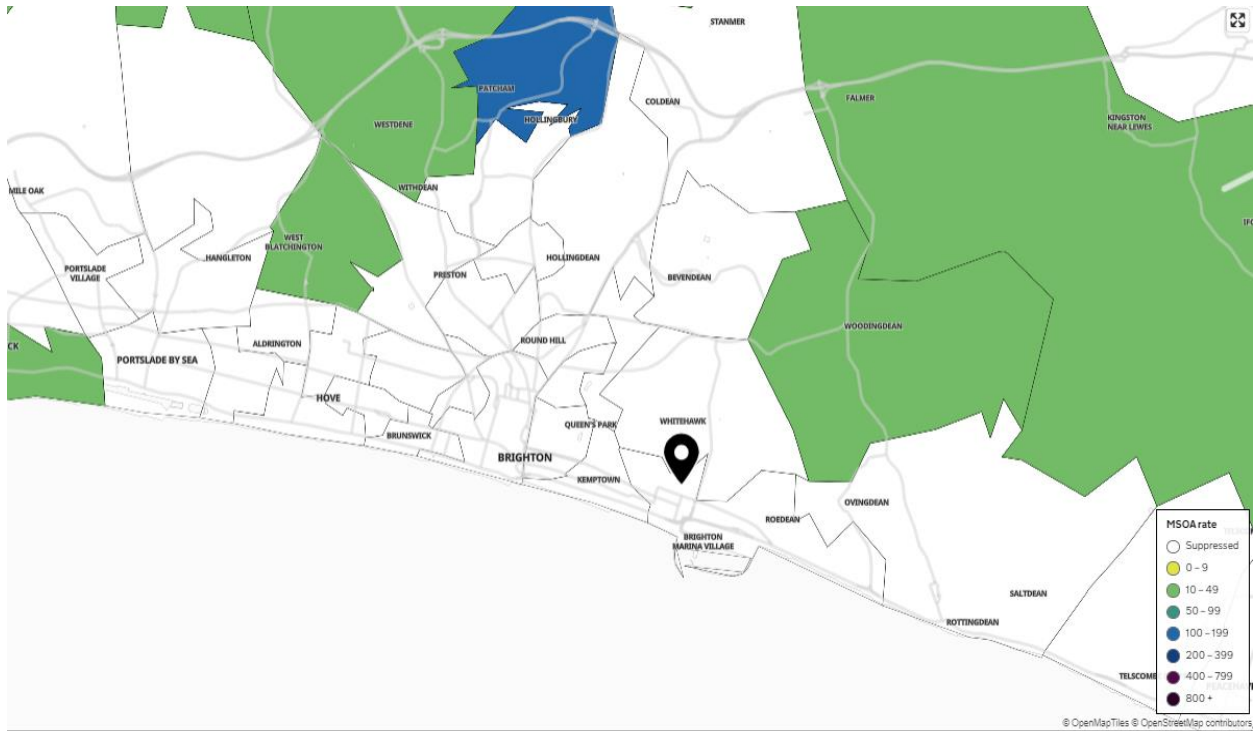 STANMER
PATCHAM
HOLLINGBURY
COLDEAN
FALMER
KINGSTON
NEAR LEWES
WESTDENE
WITHDEAN
MILE OAK
WEST
BLATCHINGTON
HANGLETON
PORTSLADE
VILLAGE
PRESTON
HOLLINGDEAN
BEVENDEAN
WOODINGDEAN
CK
PORTSLADE BY SEA
ALDRINGTON
ROUND HILL
HOVE
BRUNSWICK
QUEEN'S PARK
WHITEHAWK
BRIGHTON
KEMPTOWN
ROEDEAN
OVINGDEAN
BRIGHTON
MARINA VILLAGE
SALTDEAN
ROTTINGDEAN
TELSCOMBE
MSOA rate
Suppressed
0 – 9
10 – 49
50 – 99
100 – 199
200 – 399
400 – 799
800 +
© OpenMapTiles © OpenStreetMap contributors